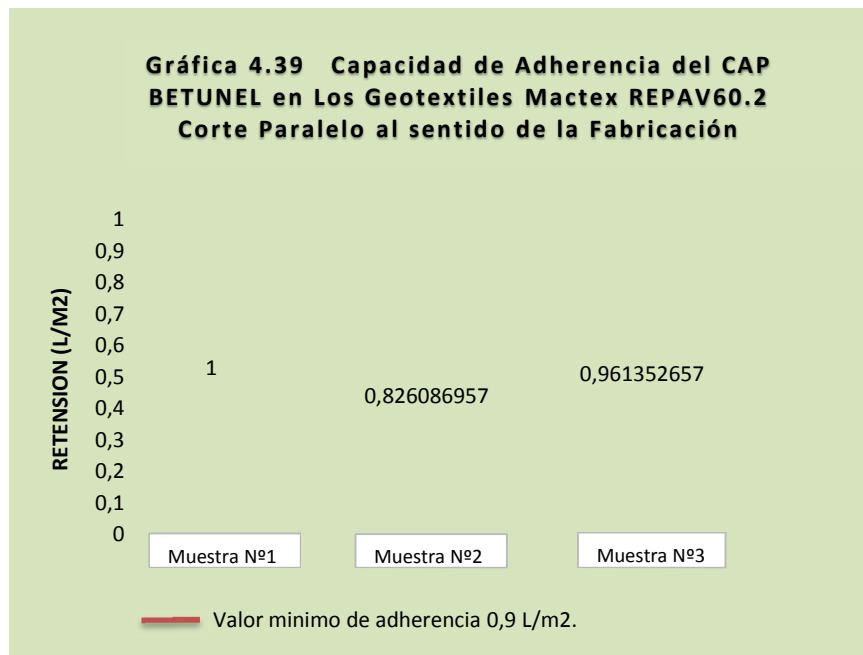 Gráfica 4.39 Capacidad de Adherencia del CAP
BETUNEL en Los Geotextiles Mactex REPAV60.2
Corte Paralelo al sentido de la Fabricación
RETENSION (L/M2)
1
0,9
0,8
0,7
0,6
0,5
0,4
0,3
0,2
0,1
0
1
0,826086957
0,961352657
Muestra Nº1
Muestra Nº2
Muestra Nº3
Valor minimo de adherencia 0,9 L/m2.